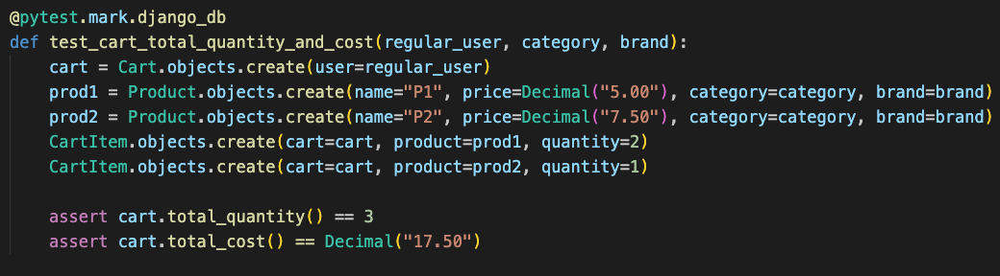 @pytest.mark.django_db
def test_cart_total_quantity_and_cost(regular_user, category, brand):
    cart = Cart.objects.create(user=regular_user)
    prod1 = Product.objects.create(name="P1", price=Decimal("5.00"), category=category, brand=brand)
    prod2 = Product.objects.create(name="P2", price=Decimal("7.50"), category=category, brand=brand)
    CartItem.objects.create(cart=cart, product=prod1, quantity=2)
    CartItem.objects.create(cart=cart, product=prod2, quantity=1)

    assert cart.total_quantity() == 3
    assert cart.total_cost() == Decimal("17.50")